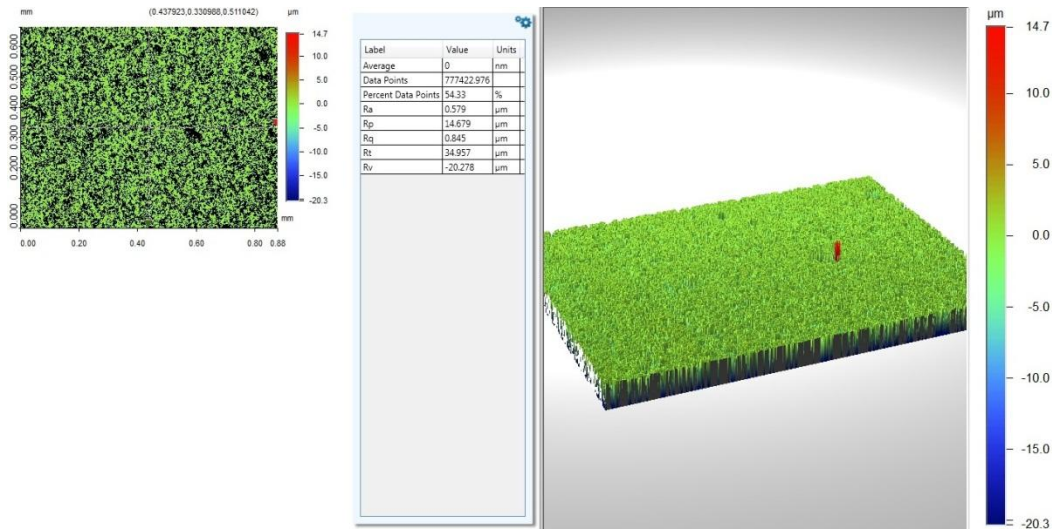 mm (0.437923,0.330988,0.511042) µm
0.600
0.500
0.400
0.300
0.200
0.100
0.000
0.00 0.20 0.40 0.60 0.80 0.88
14.7
10.0
5.0
0.0
-5.0
-10.0
-15.0
-20.3
mm
Label Value Units
Average 0 nm
Data Points 777422.976
Percent Data Points 54.33 %
Ra 0.579 µm
Rp 14.679 µm
Rq 0.845 µm
Rt 34.957 µm
Rv -20.278 µm
µm
14.7
10.0
5.0
0.0
-5.0
-10.0
-15.0
-20.3